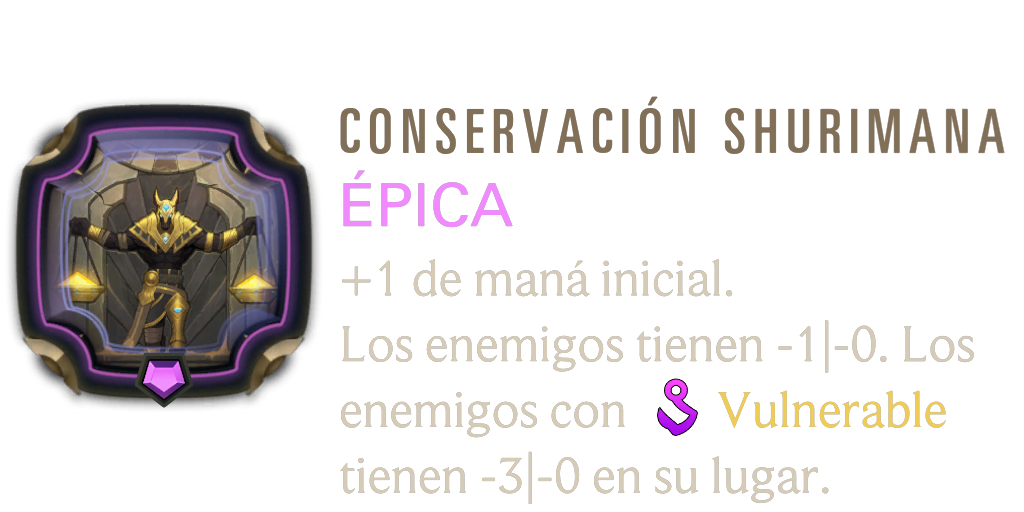 CONSERVACIÓN SHURIMANA
ÉPICA
+1 de maná inicial.
Los enemigos tienen -1|-0. Los
enemigos con Vulnerable
tienen -3|-0 en su lugar.